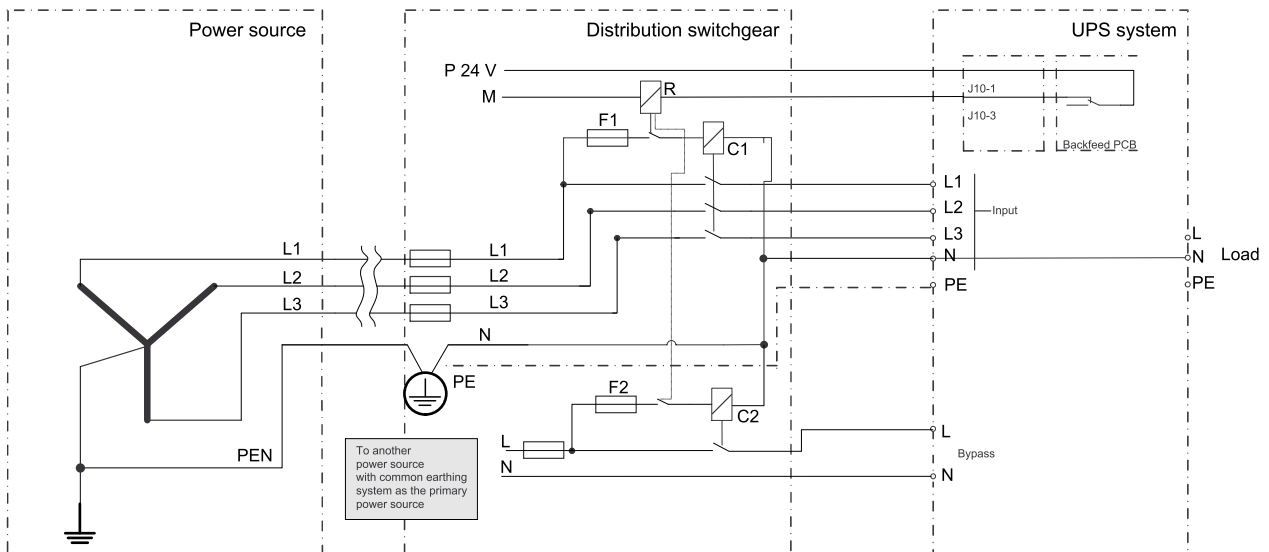 Power source
Distribution switchgear
UPS system
P 24 V
M
R
J10-1
J10-3
Backfeed PCB
F1
C1
L1
L2
L3
N
PE
Input
L
N
PE
Load
L1
L2
L3
L1
L2
L3
N
PE
PEN
F2
C2
L
N
L
N
Bypass
To another
power source
with common earthing
system as the primary
power source